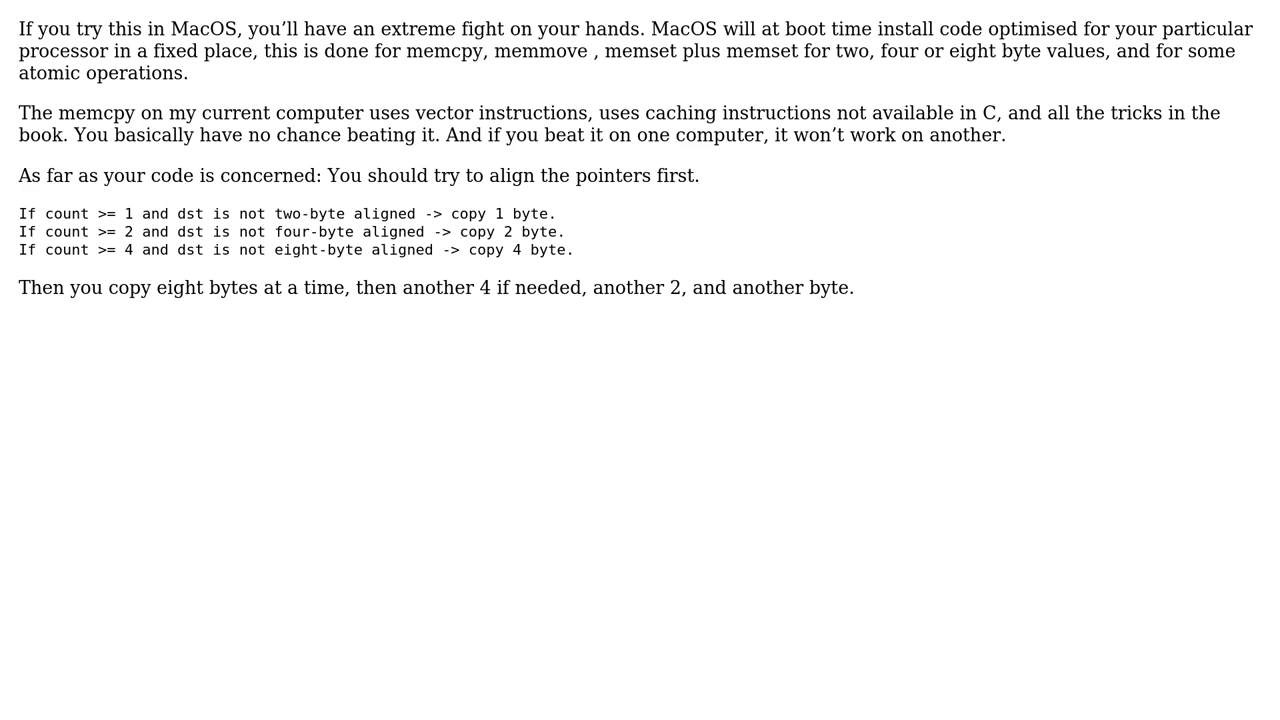 If you try this in MacOS, you’ll have an extreme fight on your hands. MacOS will at boot time install code optimised for your particular
processor in a fixed place, this is done for memcpy, memmove , memset plus memset for two, four or eight byte values, and for some
atomic operations.
The memcpy on my current computer uses vector instructions, uses caching instructions not available in C, and all the tricks in the
book. You basically have no chance beating it. And if you beat it on one computer, it won’t work on another.
As far as your code is concerned: You should try to align the pointers first.
If count >= 1 and dst is not two-byte aligned -> copy 1 byte.
If count >= 2 and dst is not four-byte aligned -> copy 2 byte.
If count >= 4 and dst is not eight-byte aligned -> copy 4 byte.
Then you copy eight bytes at a time, then another 4 if needed, another 2, and another byte.